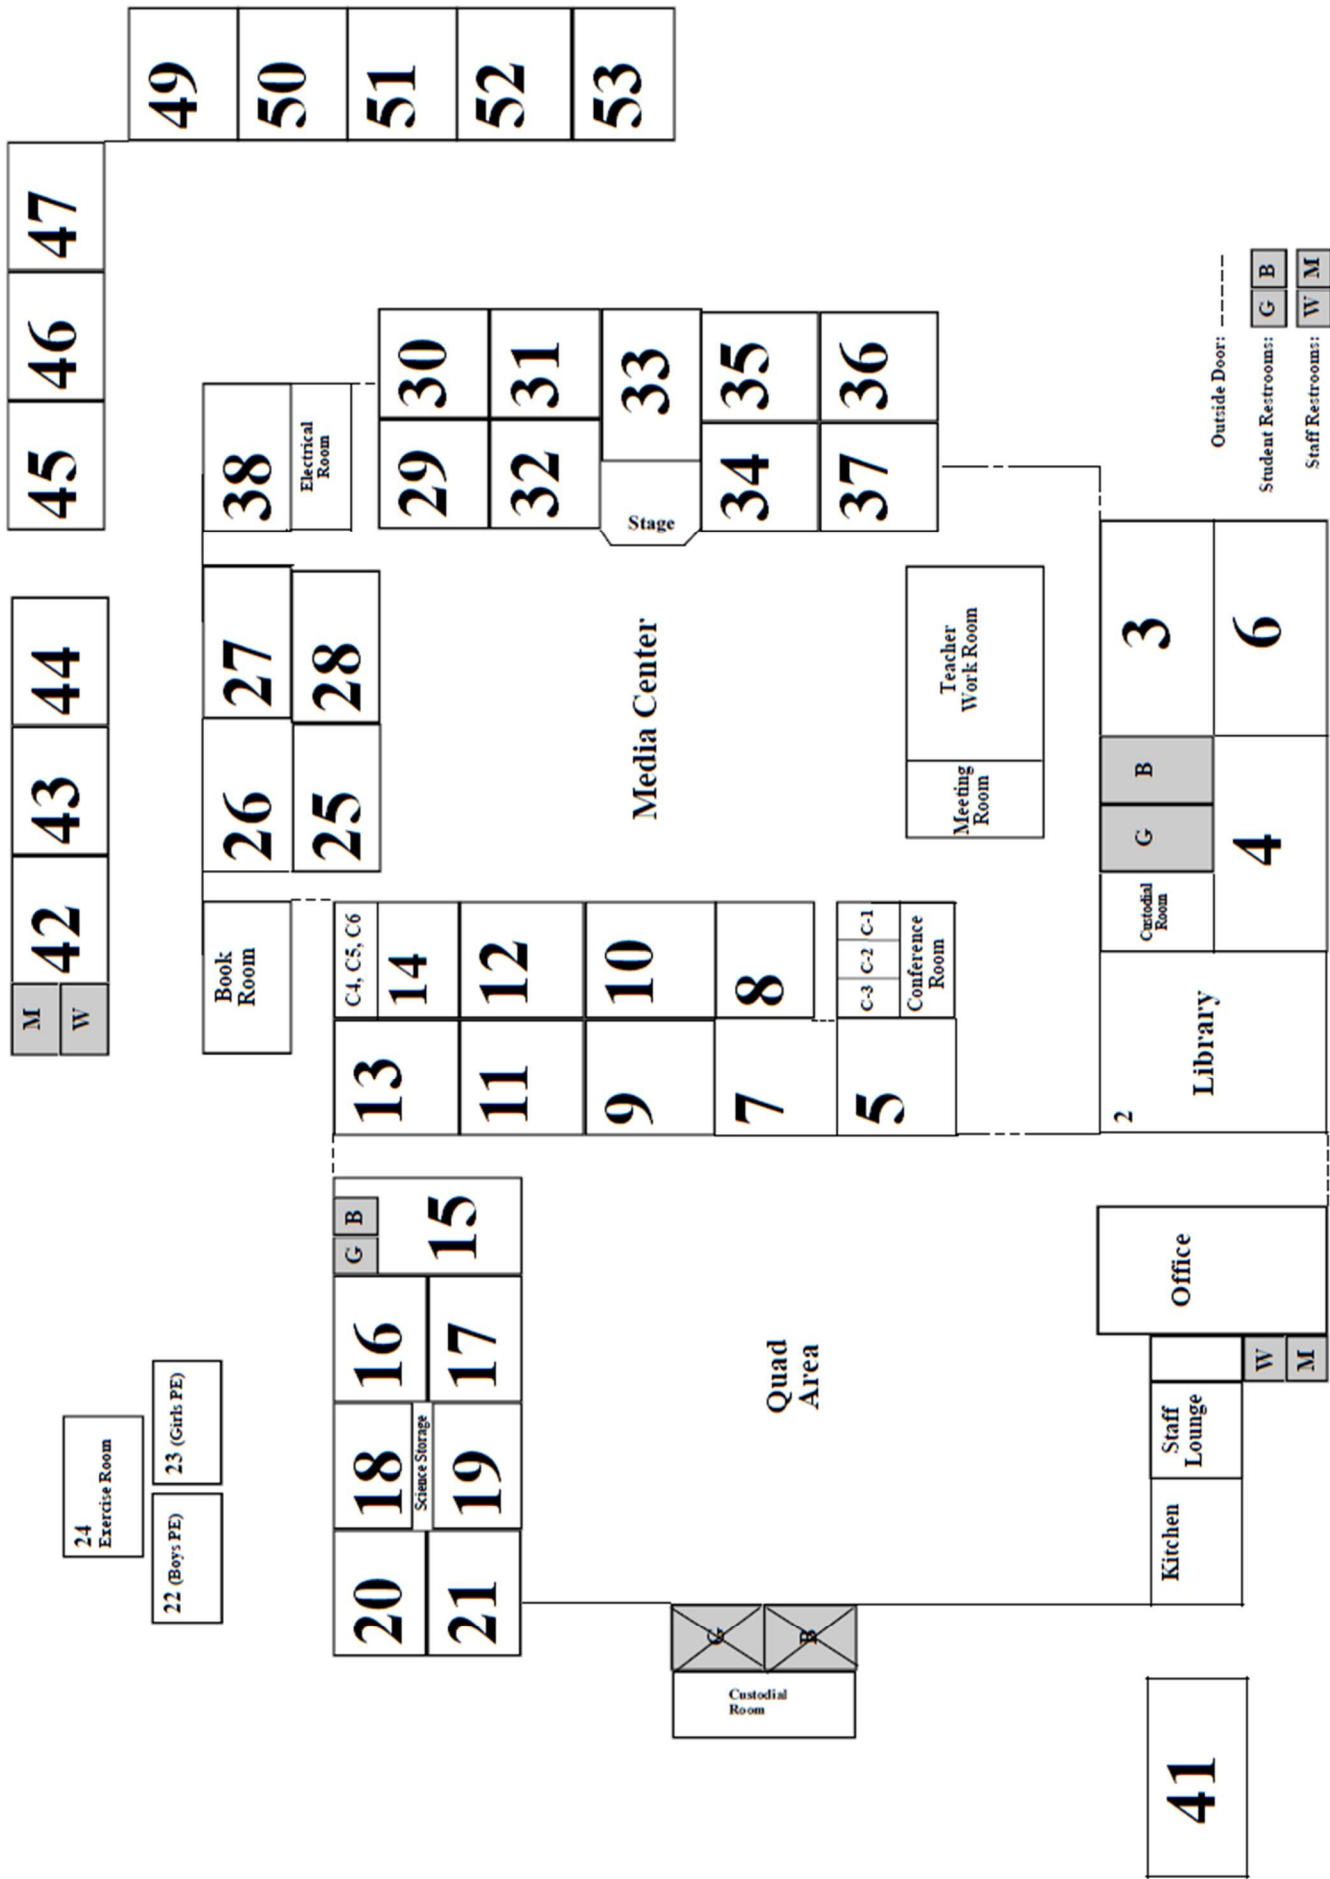 M
42
43
44
45
46
47
W
24
Exercise Room
22 (Boys PE)
23 (Girls PE)
49
Book
Room
26
27
38
50
25
28
Electrical
Room
G
B
C4, C5, C6
20
18
16
13
14
29
30
51
Science Storage
21
19
17
15
11
12
32
31
52
9
10
Stage
33
53
Media Center
G
B
Custodial
Room
7
8
34
35
Quad
Area
5
C-3
C-2
C-1
Conference
Room
37
36
Meeting
Room
Teacher
Work Room
2
Library
Custodial
Room
G
B
3
41
Kitchen
Staff
Lounge
Office
W
M
4
6
Outside Door:
Student Restrooms: G B
Staff Restrooms: W M